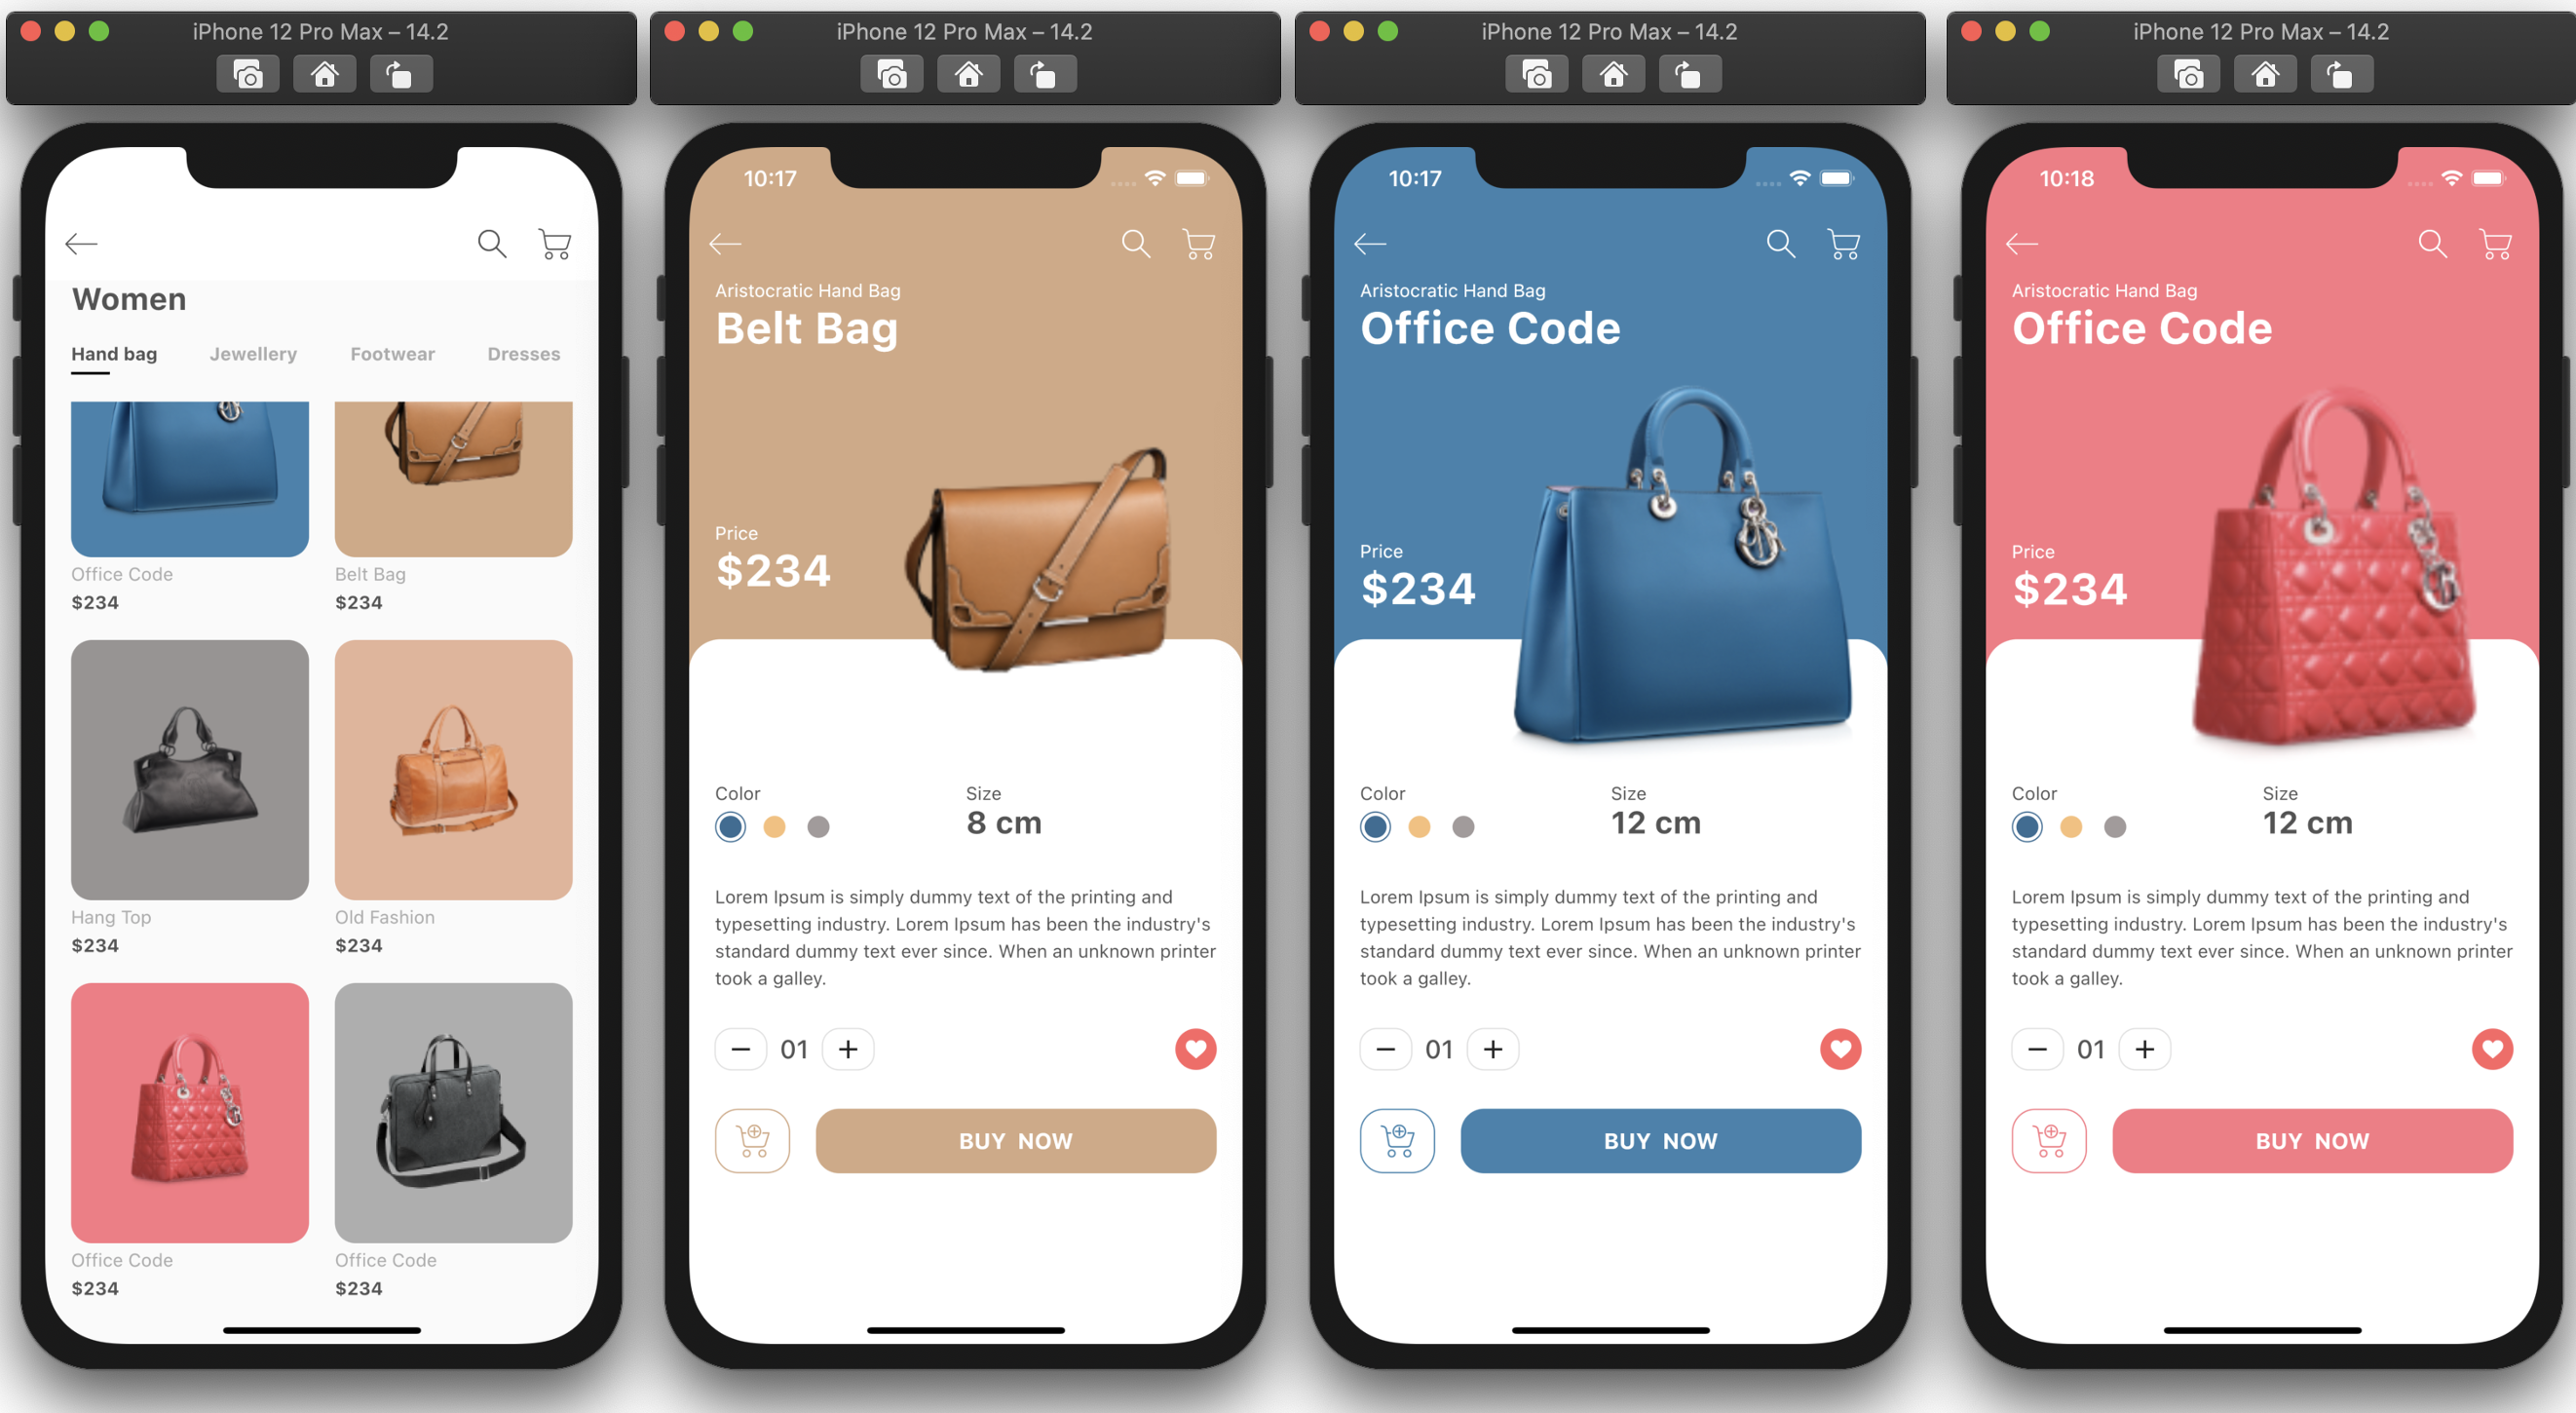 iPhone 12 Pro Max – 14.2
Women
Hand bag Jewellery Footwear Dresses
Office Code Belt Bag
$234 $234
Hang Top Old Fashion
$234 $234
Office Code Office Code
$234 $234
iPhone 12 Pro Max – 14.2
10:17
Aristocratic Hand Bag
Belt Bag
Price
$234
Color Size
8 cm
Lorem Ipsum is simply dummy text of the printing and
typesetting industry. Lorem Ipsum has been the industry's
standard dummy text ever since. When an unknown printer
took a galley.
01
BUY NOW
iPhone 12 Pro Max – 14.2
10:17
Aristocratic Hand Bag
Office Code
Price
$234
Color Size
12 cm
Lorem Ipsum is simply dummy text of the printing and
typesetting industry. Lorem Ipsum has been the industry's
standard dummy text ever since. When an unknown printer
took a galley.
01
BUY NOW
iPhone 12 Pro Max – 14.2
10:18
Aristocratic Hand Bag
Office Code
Price
$234
Color Size
12 cm
Lorem Ipsum is simply dummy text of the printing and
typesetting industry. Lorem Ipsum has been the industry's
standard dummy text ever since. When an unknown printer
took a galley.
01
BUY NOW